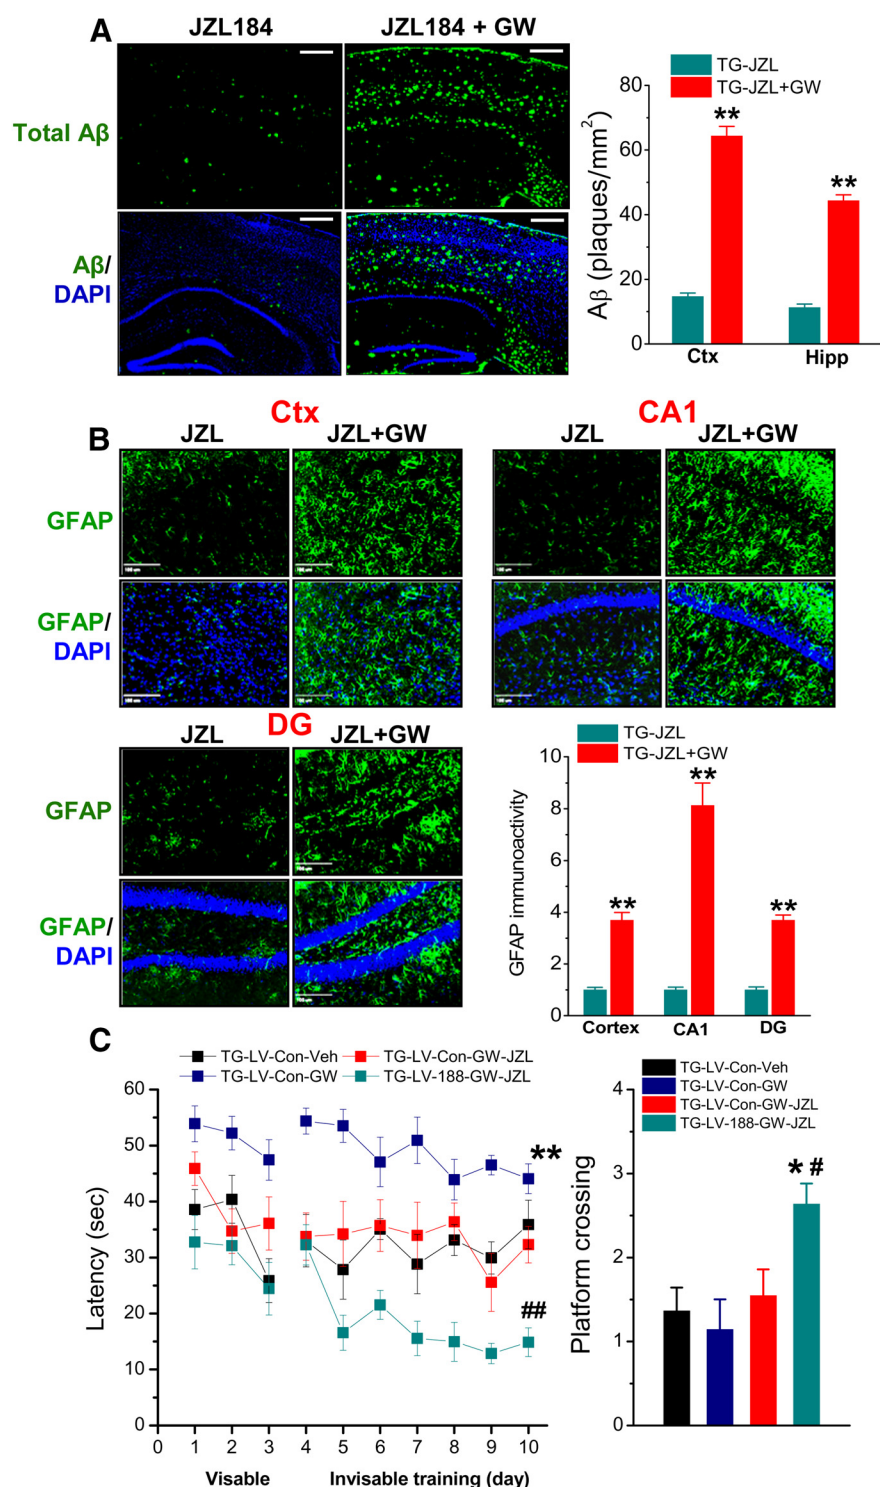 A
JZL184
JZL184 + GW
Total Aβ
Aβ/
DAPI
TG-JZL
TG-JZL+GW
80
60
40
20
0
Aβ (plaques/mm²)
**
**
Ctx
Hipp
B
Ctx
CA1
JZL
JZL+GW
JZL
JZL+GW
GFAP
GFAP/
DAPI
DG
JZL
JZL+GW
GFAP
GFAP/
DAPI
TG-JZL
TG-JZL+GW
10
8
6
4
2
0
GFAP immunoactivity
**
**
**
Cortex
CA1
DG
C
TG-LV-Con-Veh
TG-LV-Con-GW-JZL
TG-LV-Con-GW
TG-LV-188-GW-JZL
60
50
40
30
20
10
0
Latency (sec)
**
##
0 1 2 3 4 5 6 7 8 9 10
Visable
Invisable training (day)
TG-LV-Con-Veh
TG-LV-Con-GW
TG-LV-Con-GW-JZL
TG-LV-188-GW-JZL
4
3
2
1
0
Platform crossing
* #